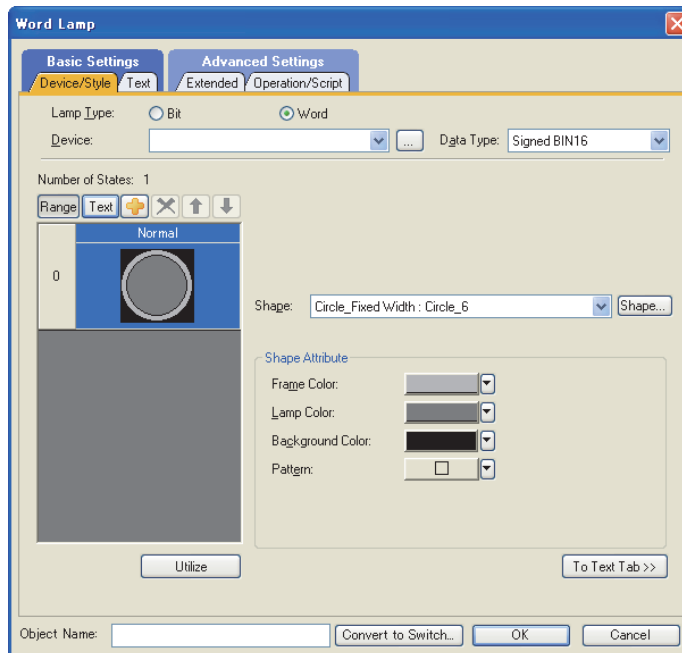 Word Lamp
Basic Settings Advanced Settings
Device/Style Text Extended Operation/Script
Lamp Type: Bit Word
Device: ... Data Type: Signed BIN16
Number of States: 1
Range Text
Normal
0
Shape: Circle_Fixed Width : Circle_6 Shape...
Shape Attribute
Frame Color:
Lamp Color:
Background Color:
Pattern:
Utilize To Text Tab >>
Object Name: Convert to Switch... OK Cancel